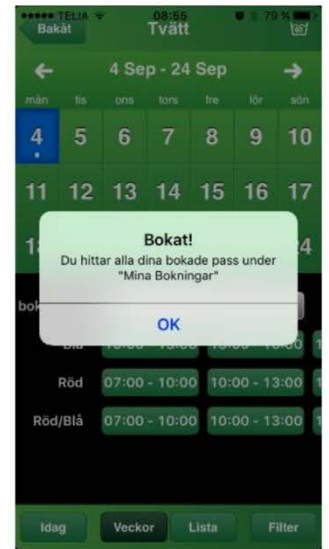 TELIA 08:55 79 %
Bakåt Tvätt
4 Sep - 24 Sep
mån tis ons tors fre lör sön
4 5 6 7 8 9 10
11 12 13 14 15 16 17
Bokat!
Du hittar alla dina bokade pass under
"Mina Bokningar"
OK
Röd 07:00 - 10:00 10:00 - 13:00
Röd/Blå 07:00 - 10:00 10:00 - 13:00
Idag Veckor Lista Filter